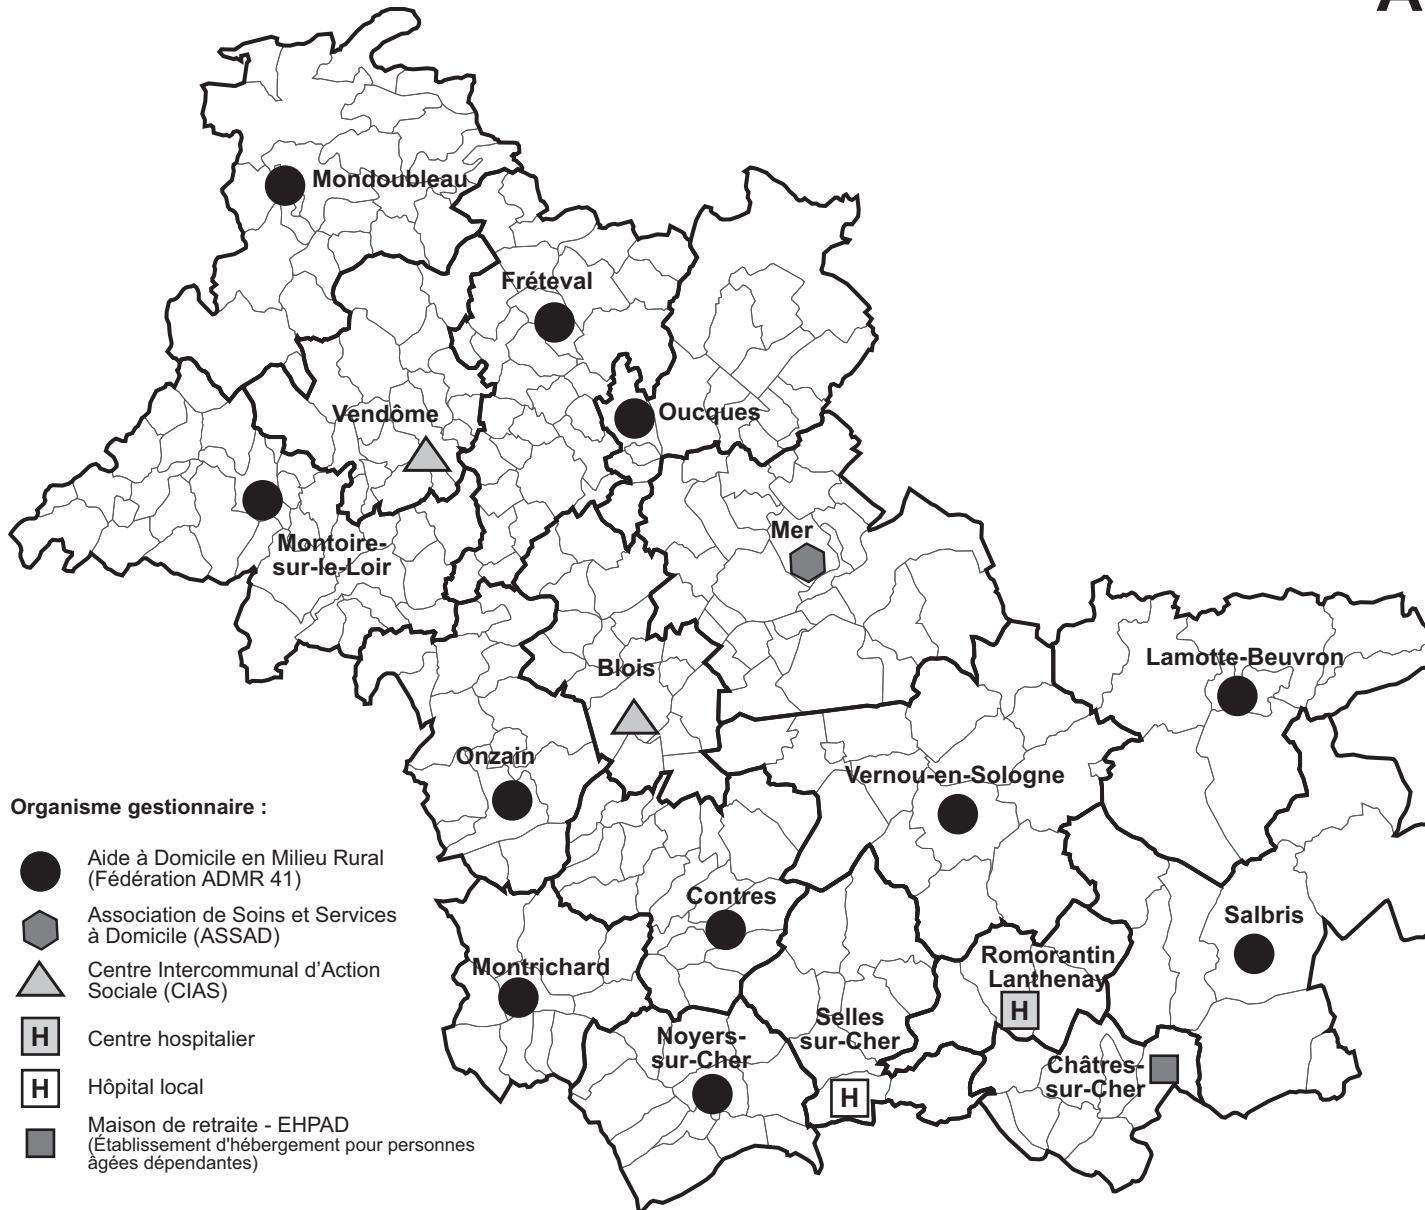 A
Mondoubleau
Fréteval
Vendôme
Oucques
Mer
Montoire-
sur-le-Loir
Blois
Lamotte-Beuvron
Onzain
Vernou-en-Sologne
Contres
Salbris
Romorantin
Lanthenay
Montrichard
H
Selles
sur-Cher
Noyers-
sur-Cher
Châtres-
sur-Cher
H
Organisme gestionnaire :
Aide à Domicile en Milieu Rural
(Fédération ADMR 41)
Association de Soins et Services
à Domicile (ASSAD)
Centre Intercommunal d'Action
Sociale (CIAS)
H Centre hospitalier
H Hôpital local
Maison de retraite - EHPAD
(Établissement d'hébergement pour personnes
âgées dépendantes)